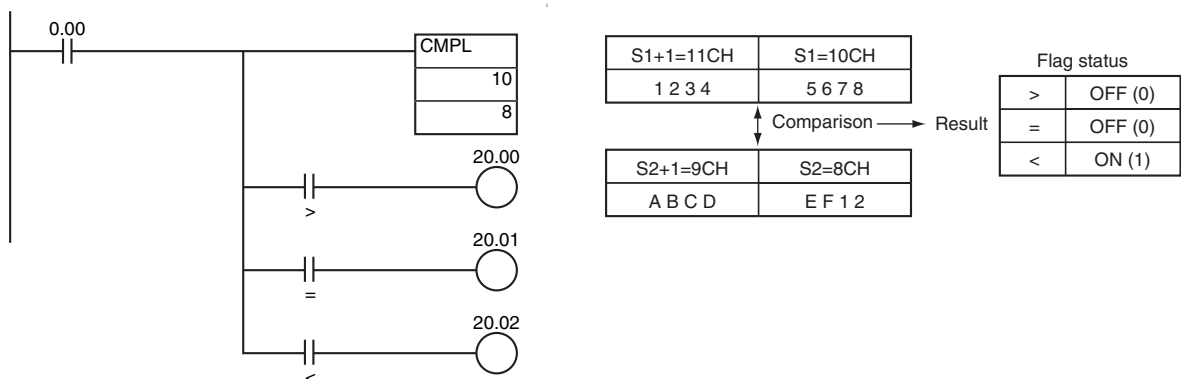 0.00
CMPL
10
8
20.00
>
20.01
=
20.02
<
S1+1=11CH S1=10CH
1 2 3 4 5 6 7 8
Comparison Result
S2+1=9CH S2=8CH
A B C D E F 1 2
Flag status
> OFF (0)
= OFF (0)
< ON (1)